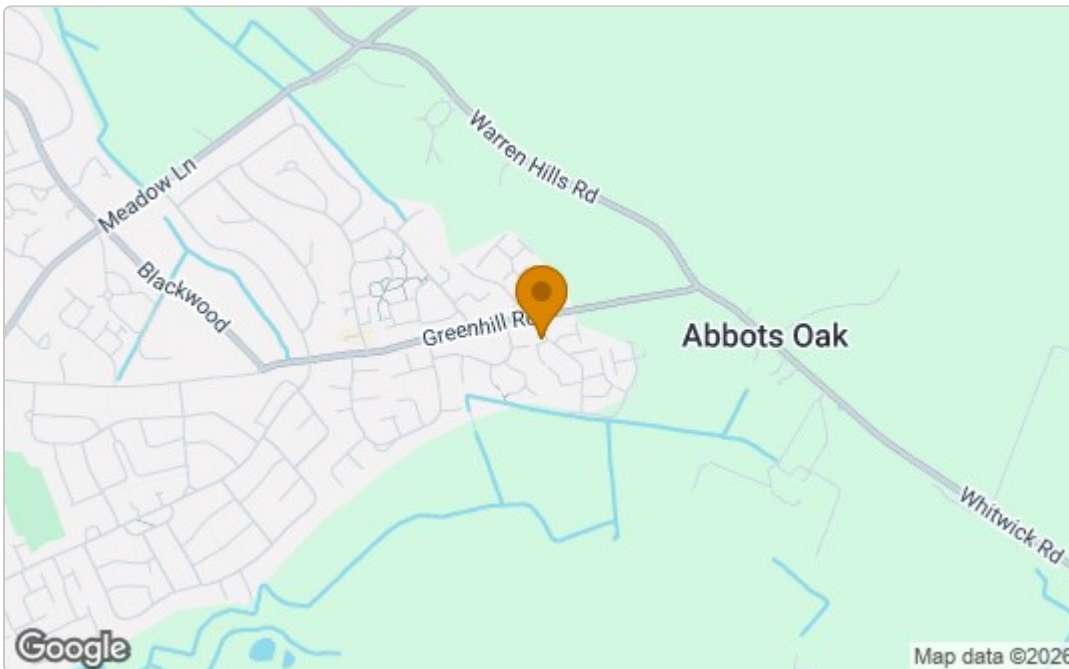 Meadow Ln
Warren Hills Rd
Blackwood
Greenhill Rd
Abbots Oak
Whitwick Rd
Google
Map data ©2026